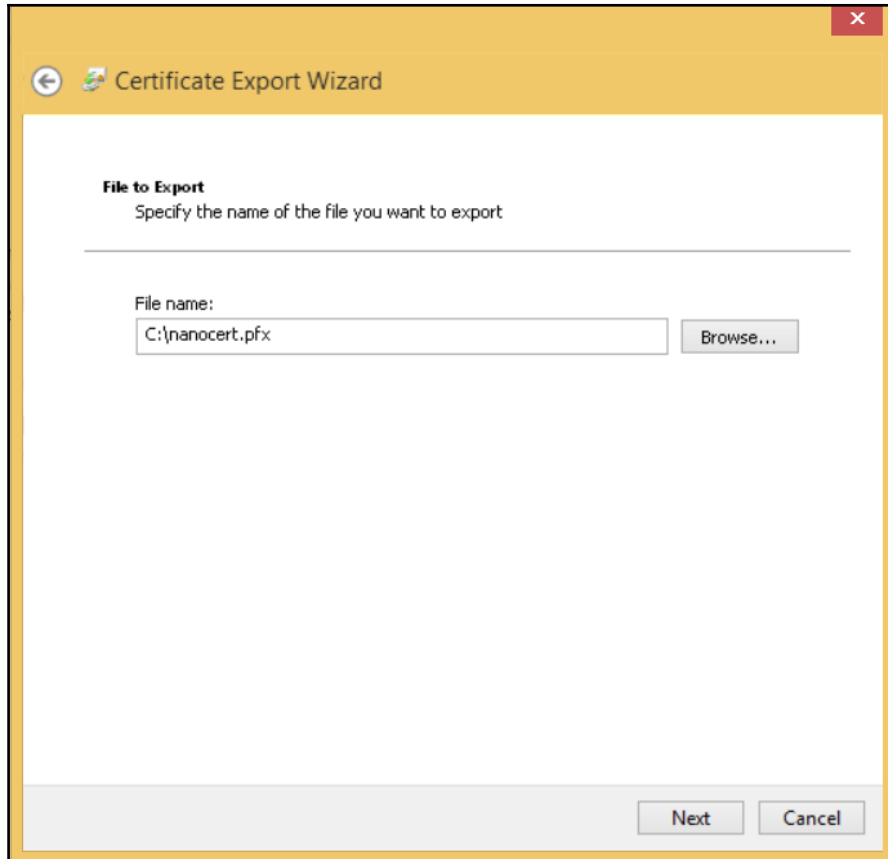 Certificate Export Wizard
File to Export
Specify the name of the file you want to export
File name:
C:\nanocert.pfx
Browse...
Next
Cancel